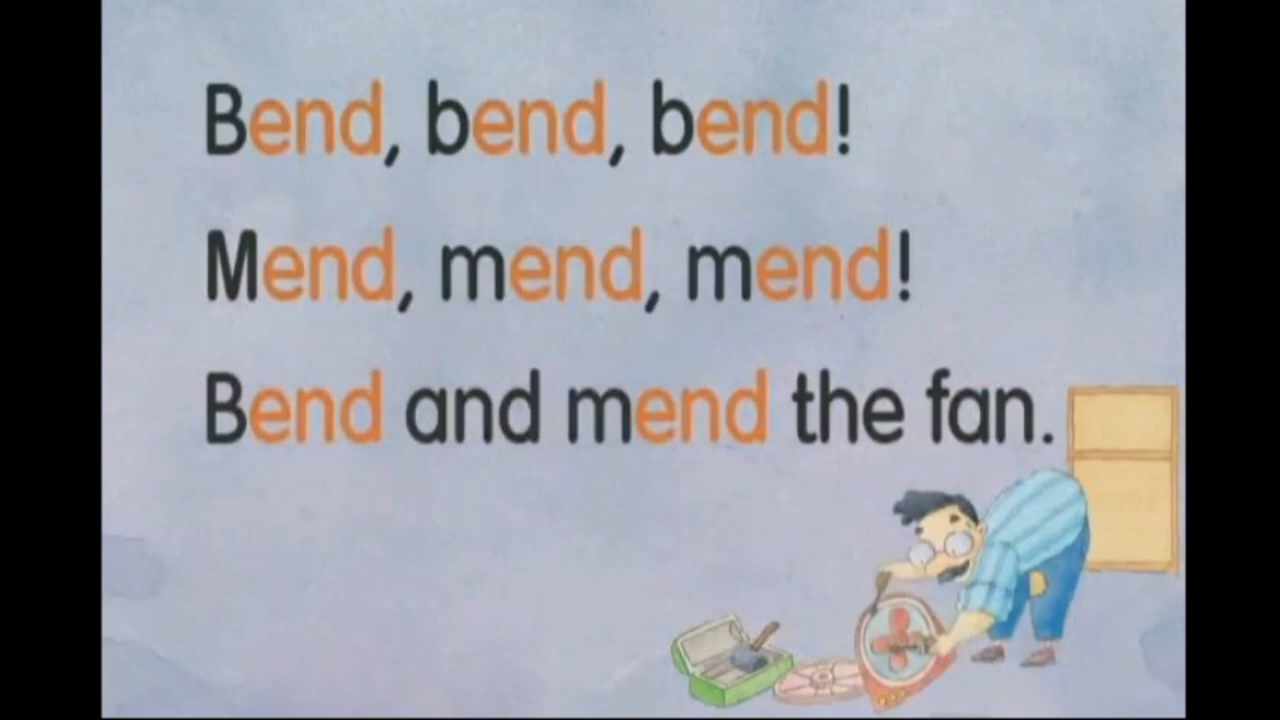 Bend, bend, bend!
Mend, mend, mend!
Bend and mend the fan.